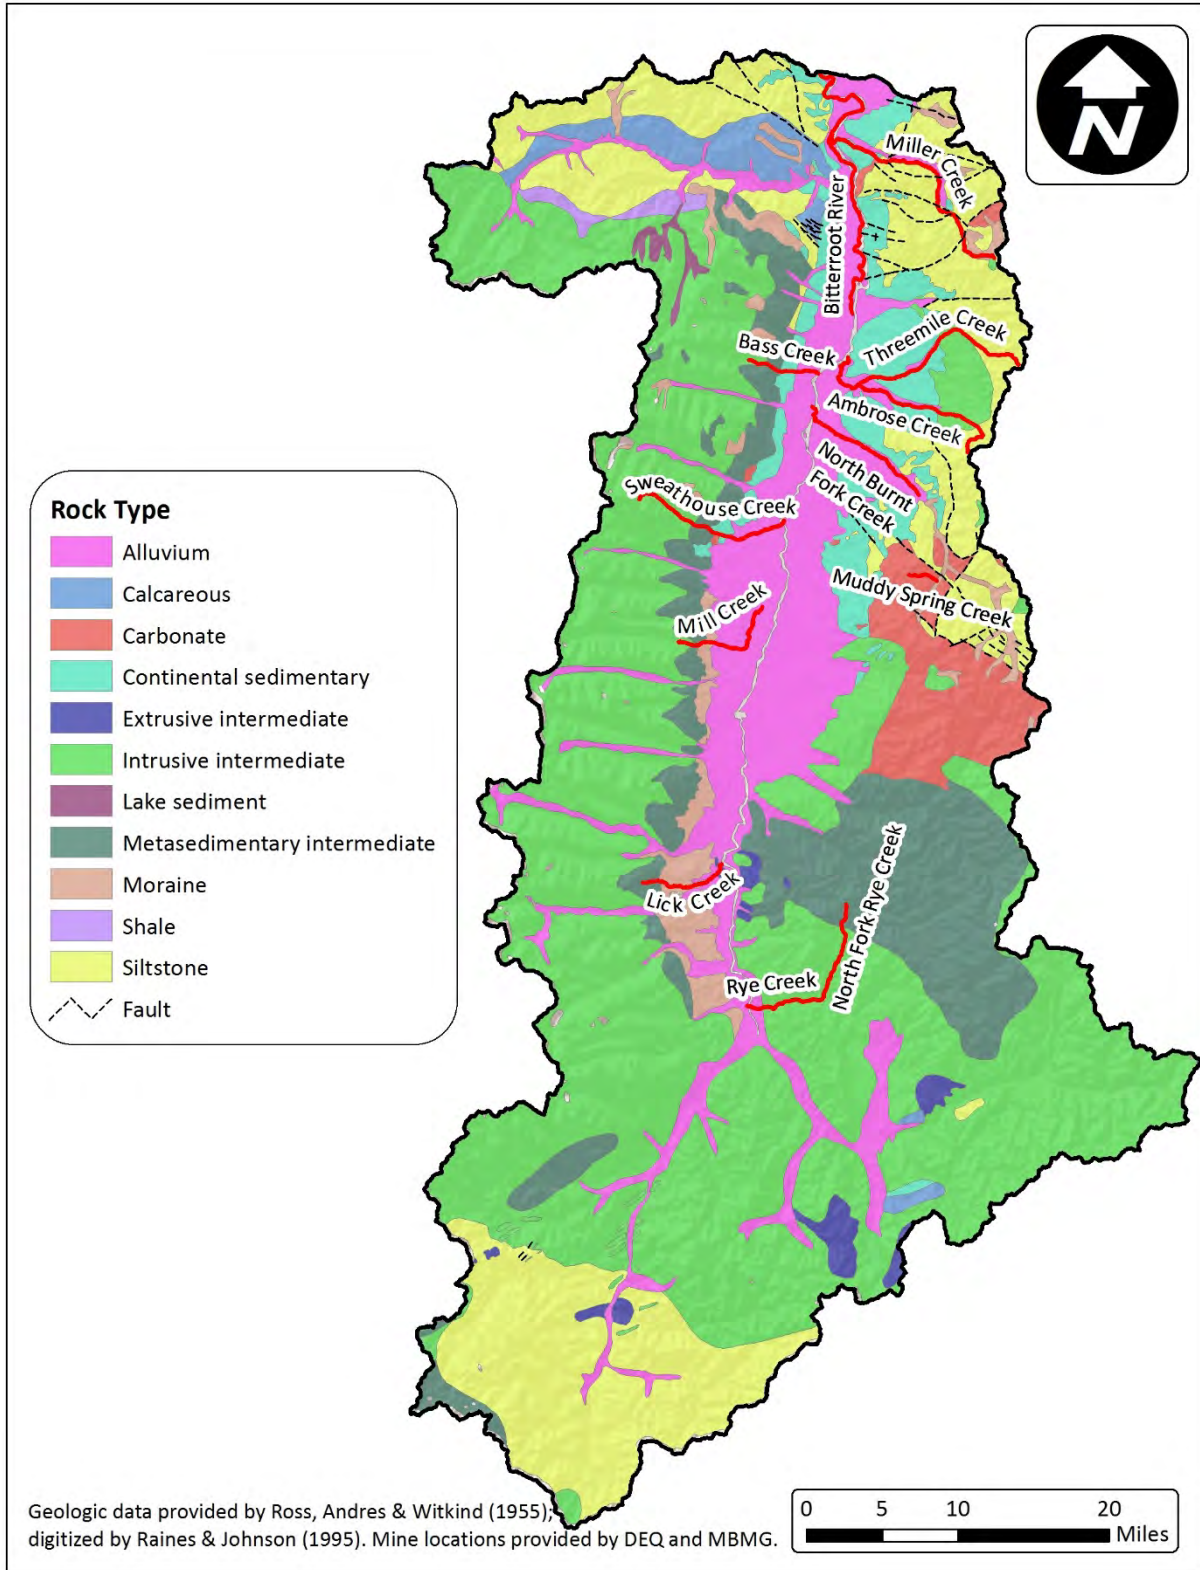 N
Miller Creek
Bitterroot River
Threemile Creek
Bass Creek
Ambrose Creek
North Burnt
Fork Creek
Sweathouse Creek
Muddy Spring Creek
Mill Creek
Lick Creek
North Fork Rye Creek
Rye Creek
Rock Type
Alluvium
Calcareous
Carbonate
Continental sedimentary
Extrusive intermediate
Intrusive intermediate
Lake sediment
Metasedimentary intermediate
Moraine
Shale
Siltstone
Fault
Geologic data provided by Ross, Andres & Witkind (1955);
digitized by Raines & Johnson (1995). Mine locations provided by DEQ and MBMG.
0 5 10 20
Miles